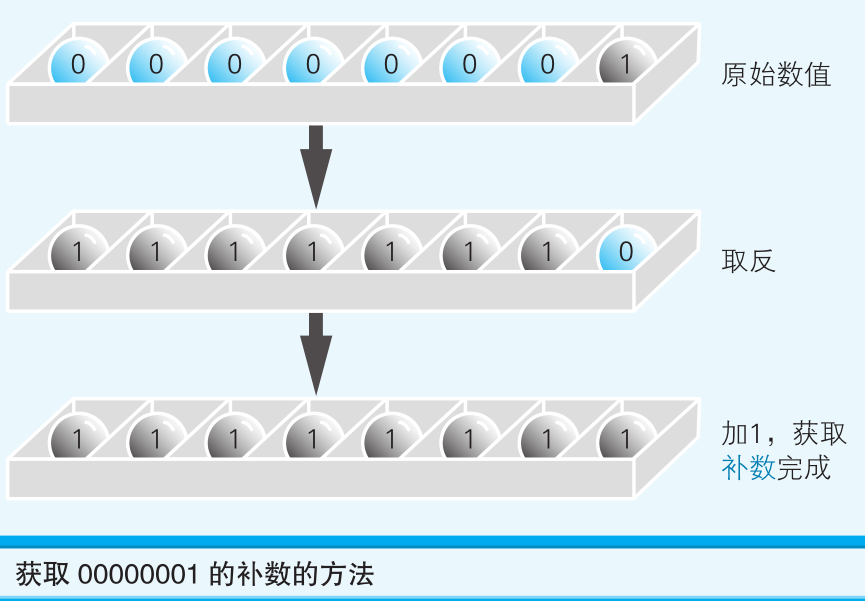 0 0 0 0 0 0 0 1
原始数值
1 1 1 1 1 1 1 0
取反
1 1 1 1 1 1 1 1
加1，获取
补数完成
获取 00000001 的补数的方法